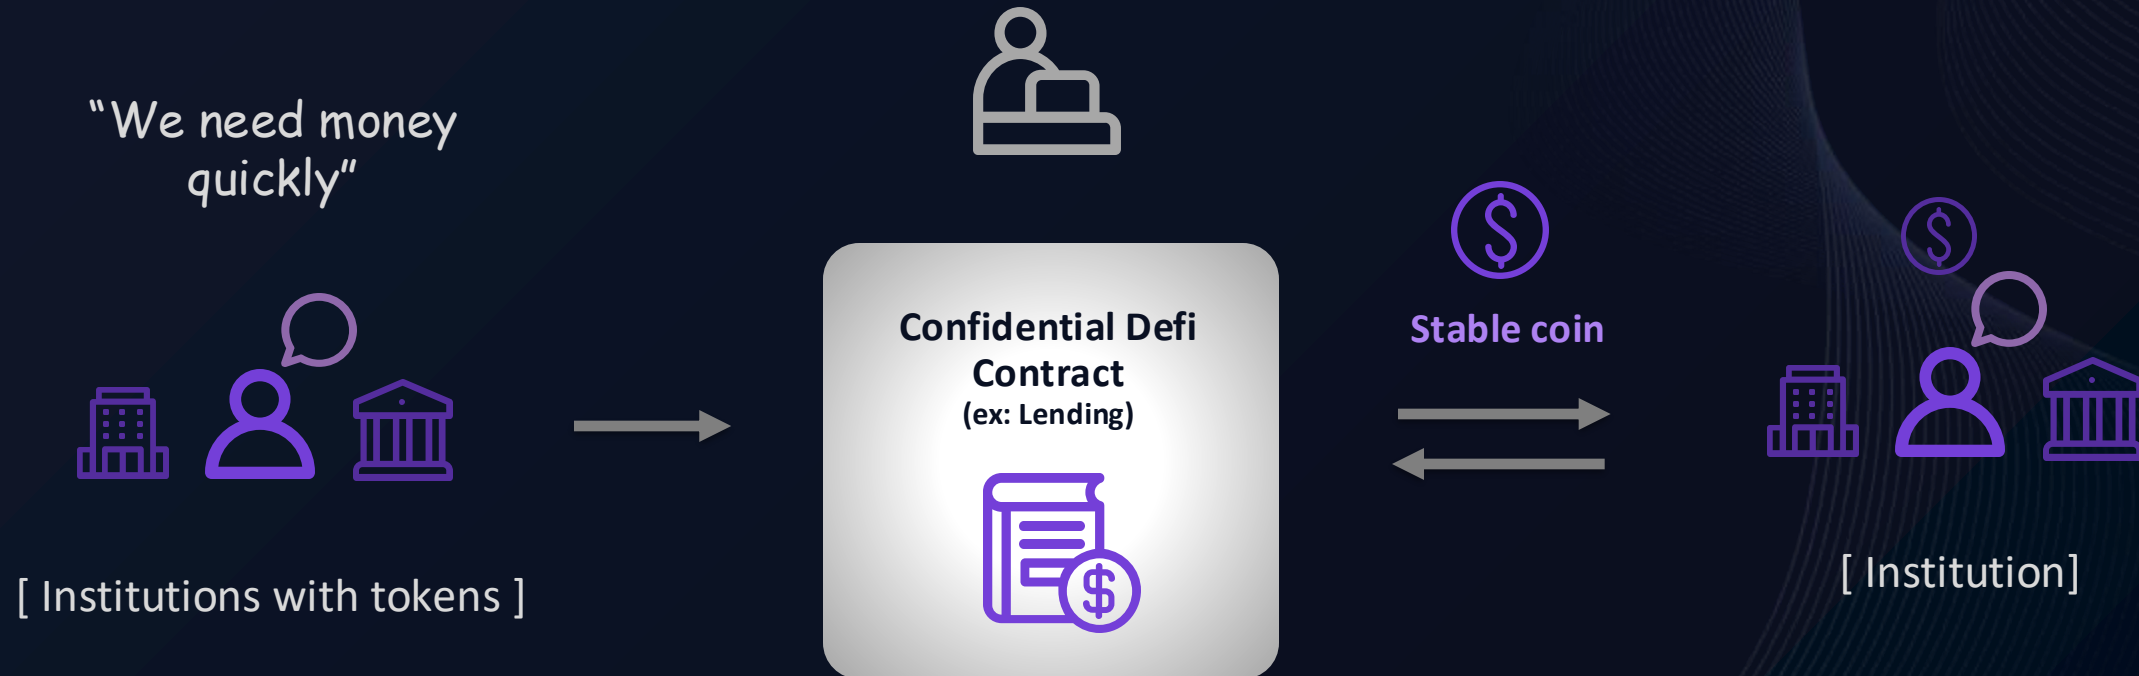 “We need money
quickly”
Confidential Defi
Contract
(ex: Lending)
Stable coin
[ Institutions with tokens ]
[ Institution]